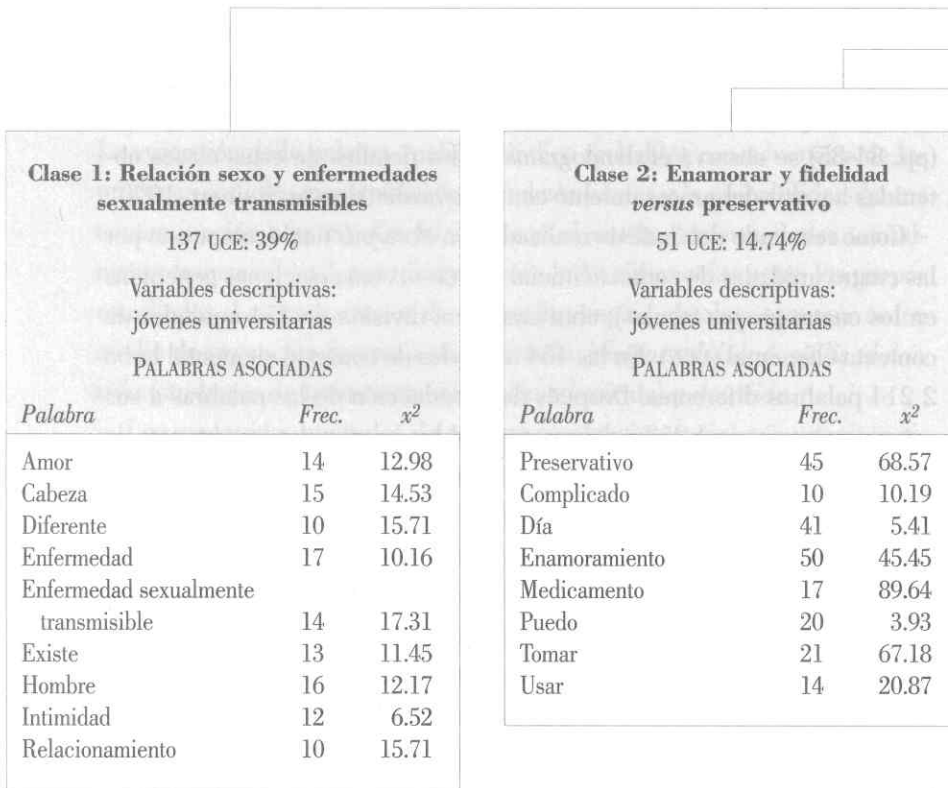 Clase 1: Relación sexo y enfermedades
sexualmente transmisibles
137 UCE: 39%
Variables descriptivas:
jóvenes universitarias
PALABRAS ASOCIADAS
Palabra Frec. x²
Amor 14 12.98
Cabeza 15 14.53
Diferente 10 15.71
Enfermedad 17 10.16
Enfermedad sexualmente
transmisible 14 17.31
Existe 13 11.45
Hombre 16 12.17
Intimidad 12 6.52
Relacionamiento 10 15.71
Clase 2: Enamorar y fidelidad
versus preservativo
51 UCE: 14.74%
Variables descriptivas:
jóvenes universitarias
PALABRAS ASOCIADAS
Palabra Frec. x²
Preservativo 45 68.57
Complicado 10 10.19
Día 41 5.41
Enamoramiento 50 45.45
Medicamento 17 89.64
Puedo 20 3.93
Tomar 21 67.18
Usar 14 20.87